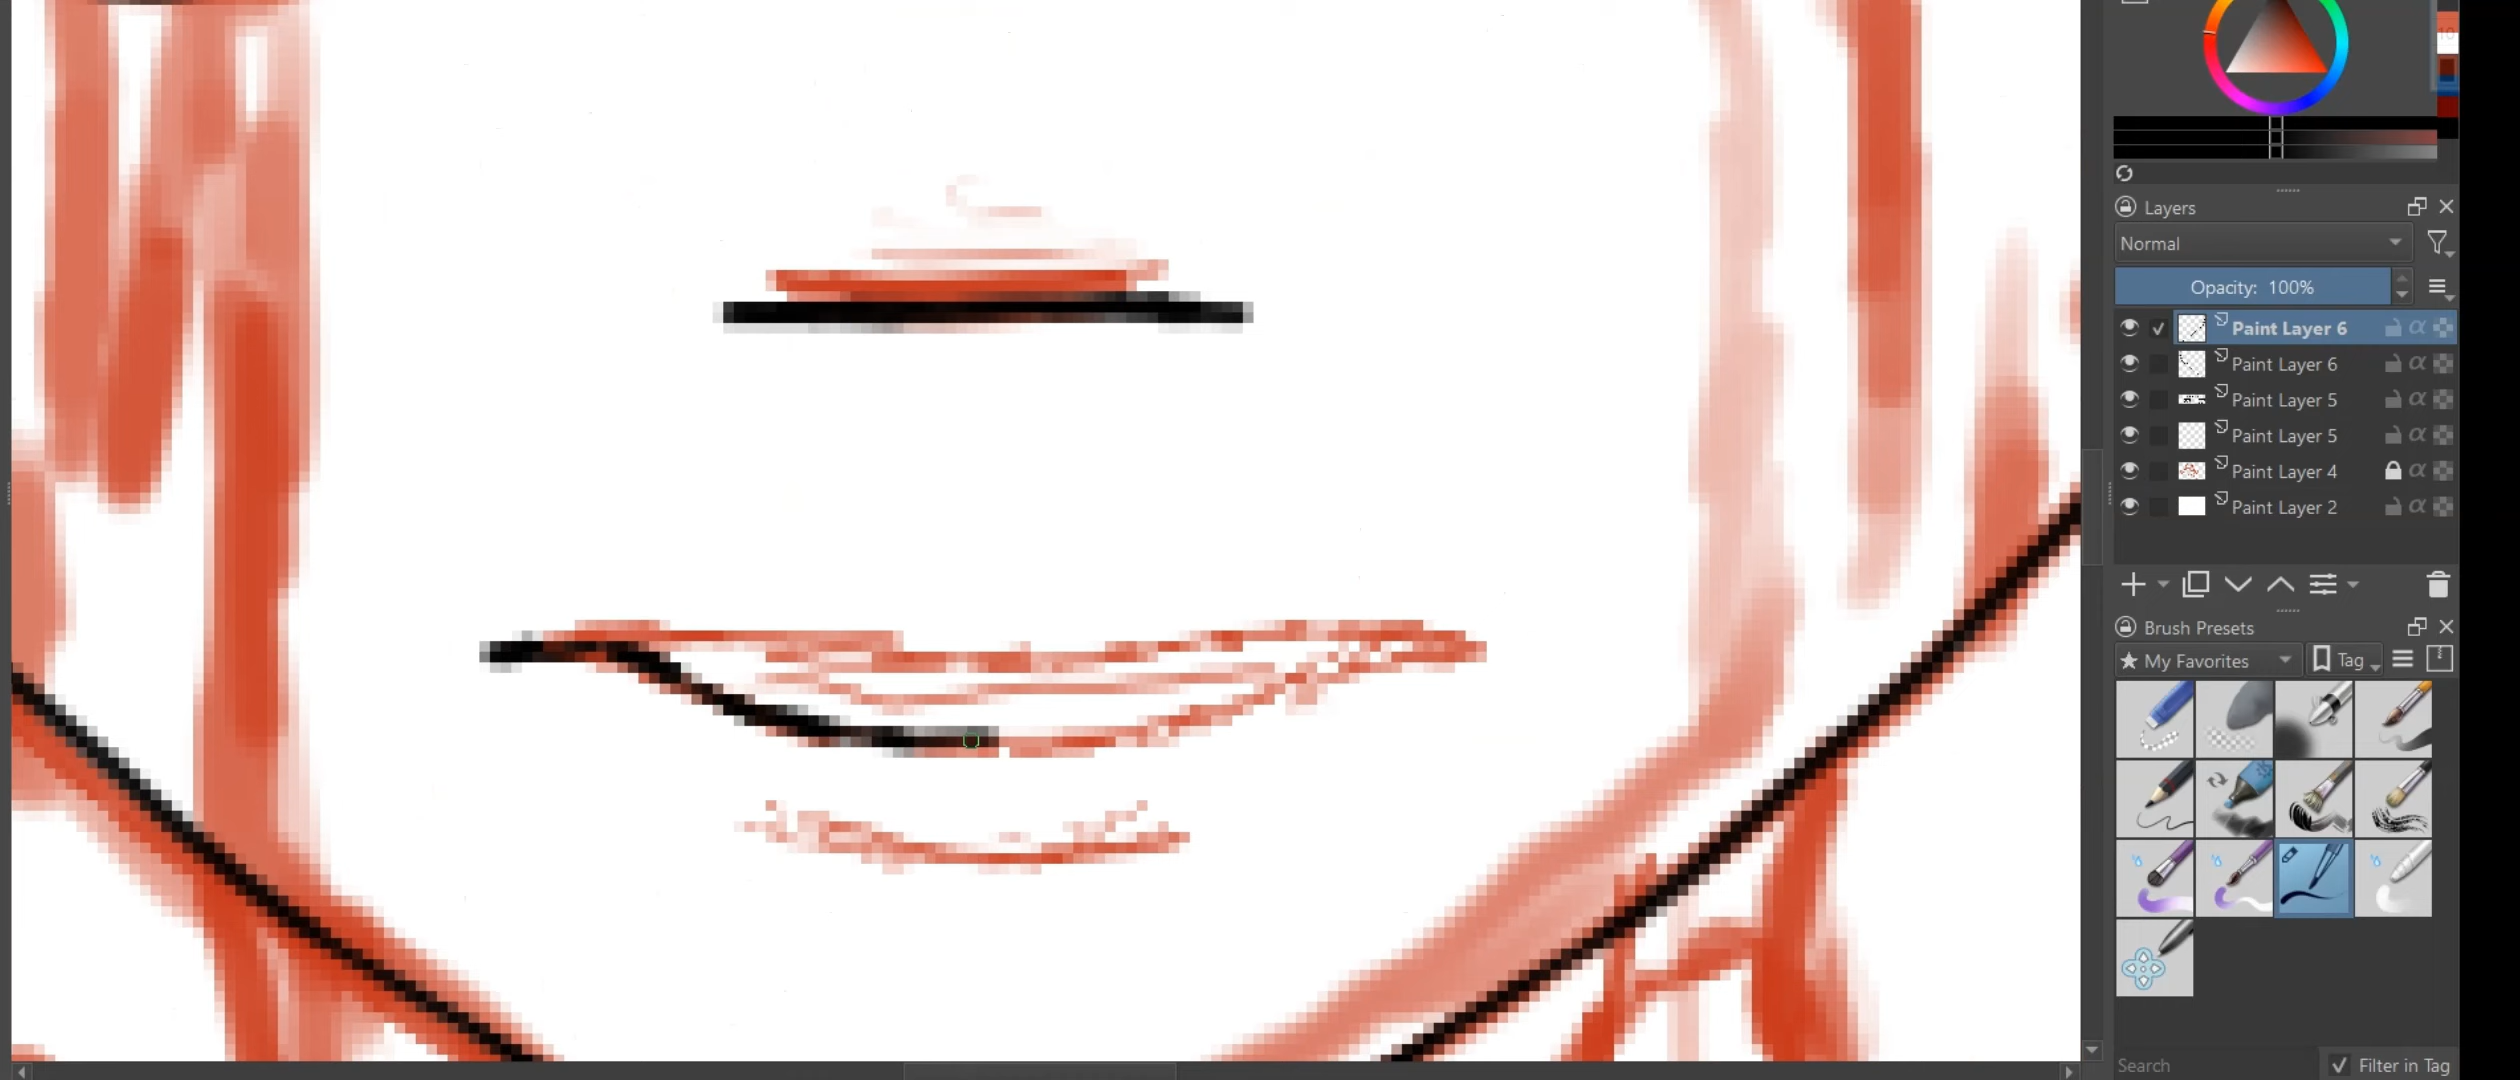 Layers
Normal
Opacity: 100%
Paint Layer 6
Paint Layer 6
Paint Layer 5
Paint Layer 5
Paint Layer 4
Paint Layer 2
Brush Presets
★ My Favorites
Tag
Search
✓ Filter in Tag